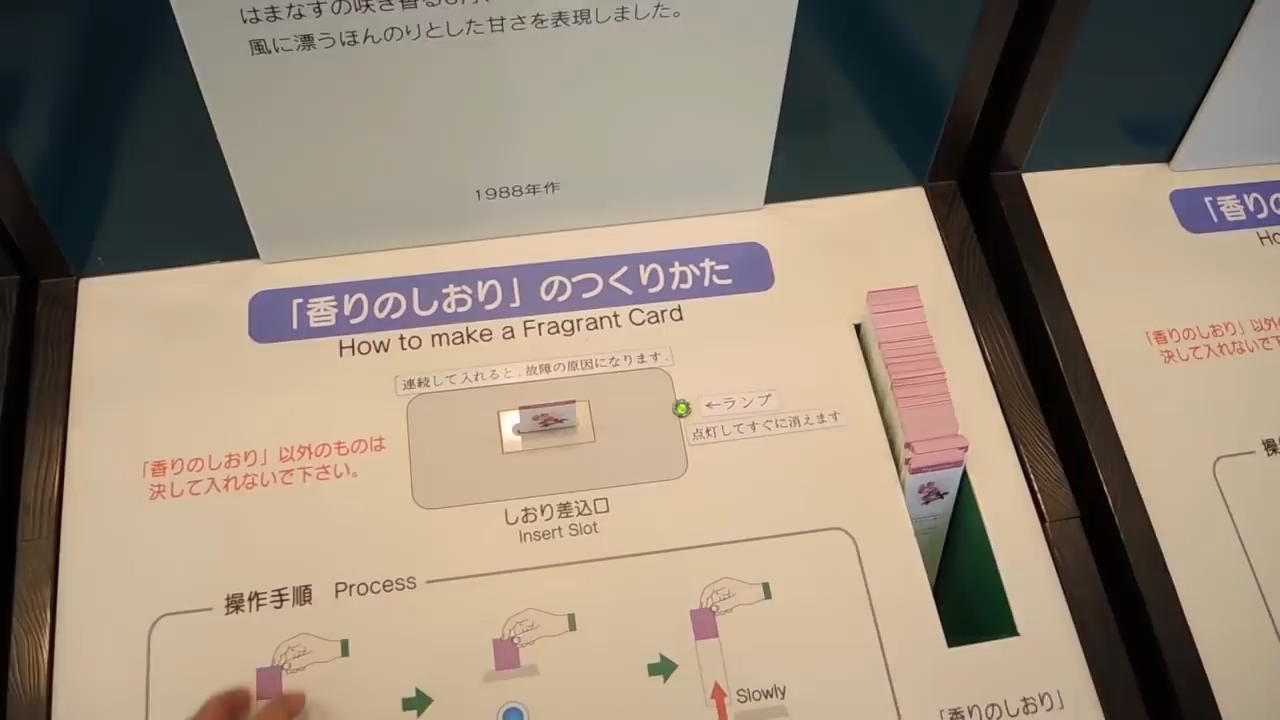 はまなすの咲き香る6月、
風に漂うほんのりとした甘さを表現しました。
1988年作
「香りのしおり」のつくりかた
How to make a Fragrant Card
連続して入れると、故障の原因になります.
←ランプ
点灯してすぐに消えます
「香りのしおり」以外のものは
決して入れないで下さい。
しおり差込口
Insert Slot
操作手順 Process
Slowly
「香りのしおり」
「香りの
Ho
「香りのしおり」以外
決して入れないで下
操